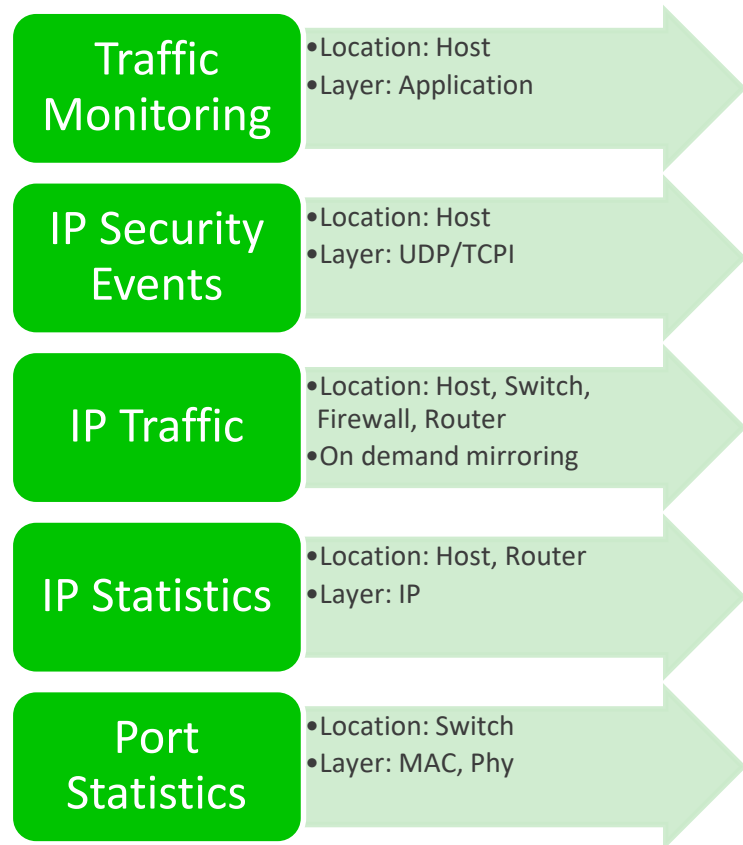 Traffic
Monitoring
•Location: Host
•Layer: Application
IP Security
Events
•Location: Host
•Layer: UDP/TCPI
IP Traffic
•Location: Host, Switch,
Firewall, Router
•On demand mirroring
IP Statistics
•Location: Host, Router
•Layer: IP
Port
Statistics
•Location: Switch
•Layer: MAC, Phy